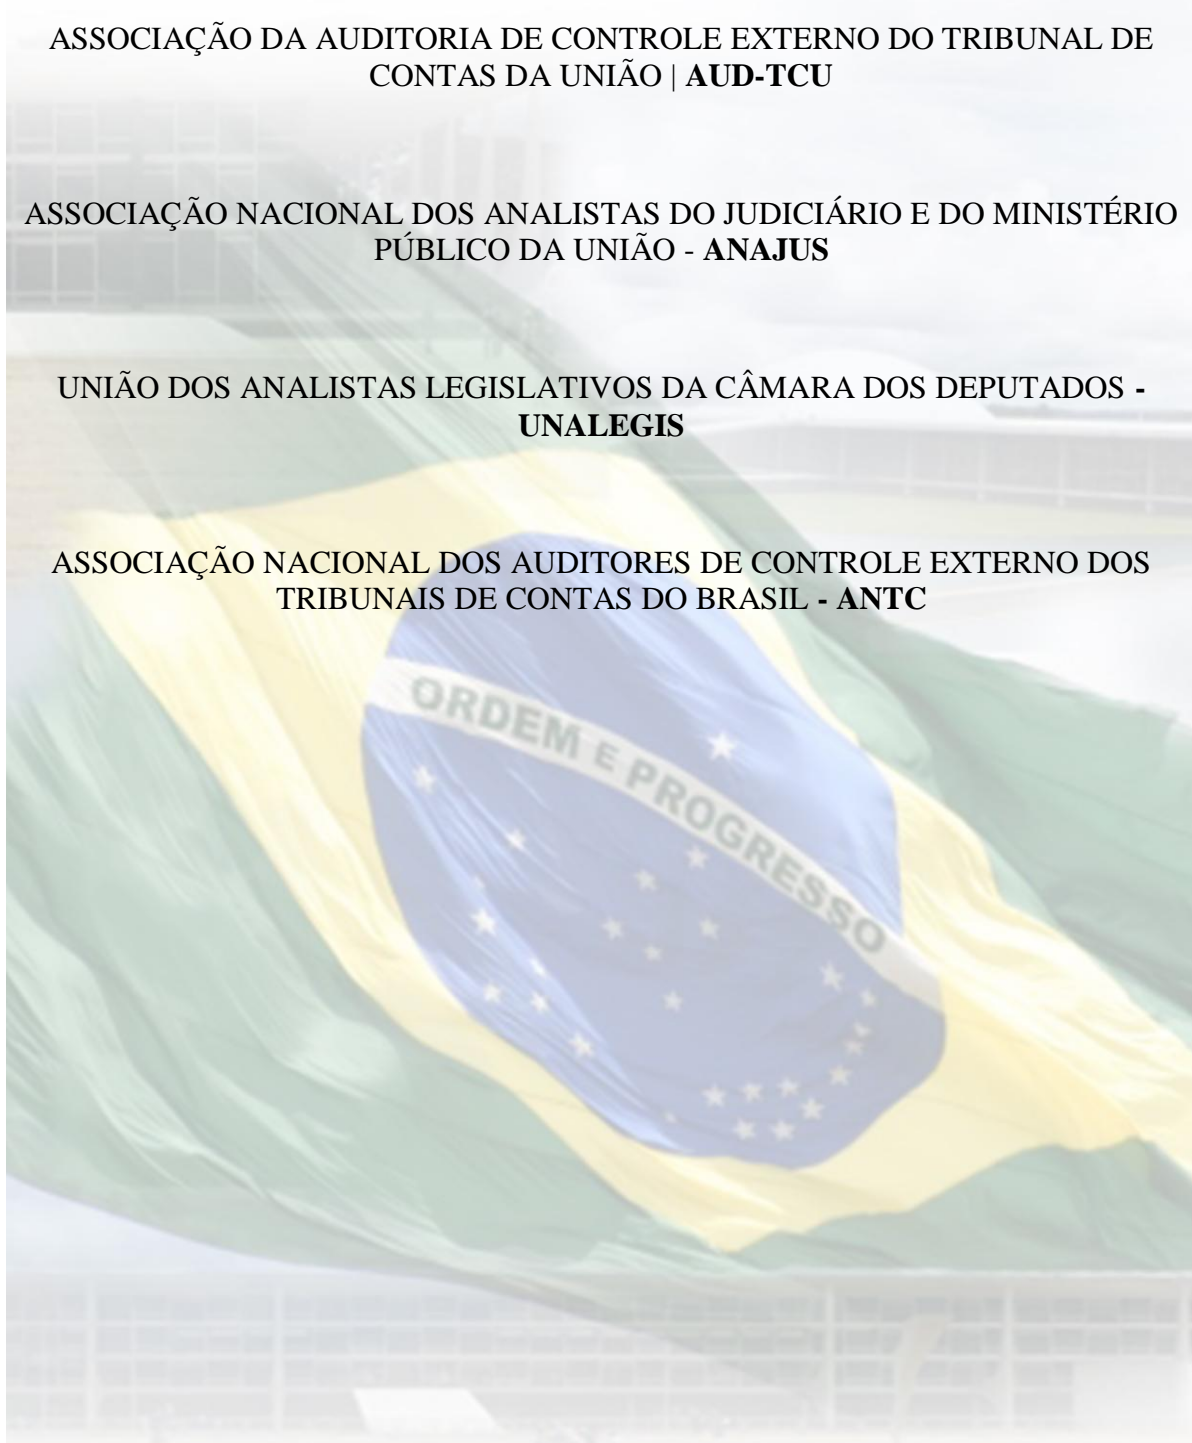 ASSOCIAÇÃO DA AUDITORIA DE CONTROLE EXTERNO DO TRIBUNAL DE
CONTAS DA UNIÃO | AUD-TCU
ASSOCIAÇÃO NACIONAL DOS ANALISTAS DO JUDICIÁRIO E DO MINISTÉRIO
PÚBLICO DA UNIÃO - ANAJUS
UNIÃO DOS ANALISTAS LEGISLATIVOS DA CÂMARA DOS DEPUTADOS -
UNALEGIS
ASSOCIAÇÃO NACIONAL DOS AUDITORES DE CONTROLE EXTERNO DOS
TRIBUNAIS DE CONTAS DO BRASIL - ANTC
ORDEM E PROGRESSO